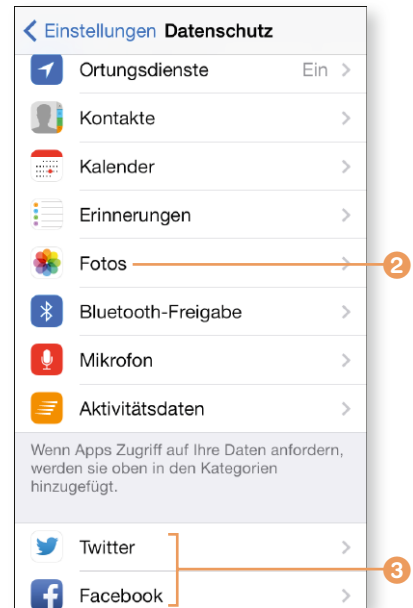 Einstellungen Datenschutz
Ortungsdienste Ein
Kontakte
Kalender
Erinnerungen
Fotos
2
Bluetooth-Freigabe
Mikrofon
Aktivitätsdaten
Wenn Apps Zugriff auf Ihre Daten anfordern,
werden sie oben in den Kategorien
hinzugefügt.
Twitter
3
Facebook